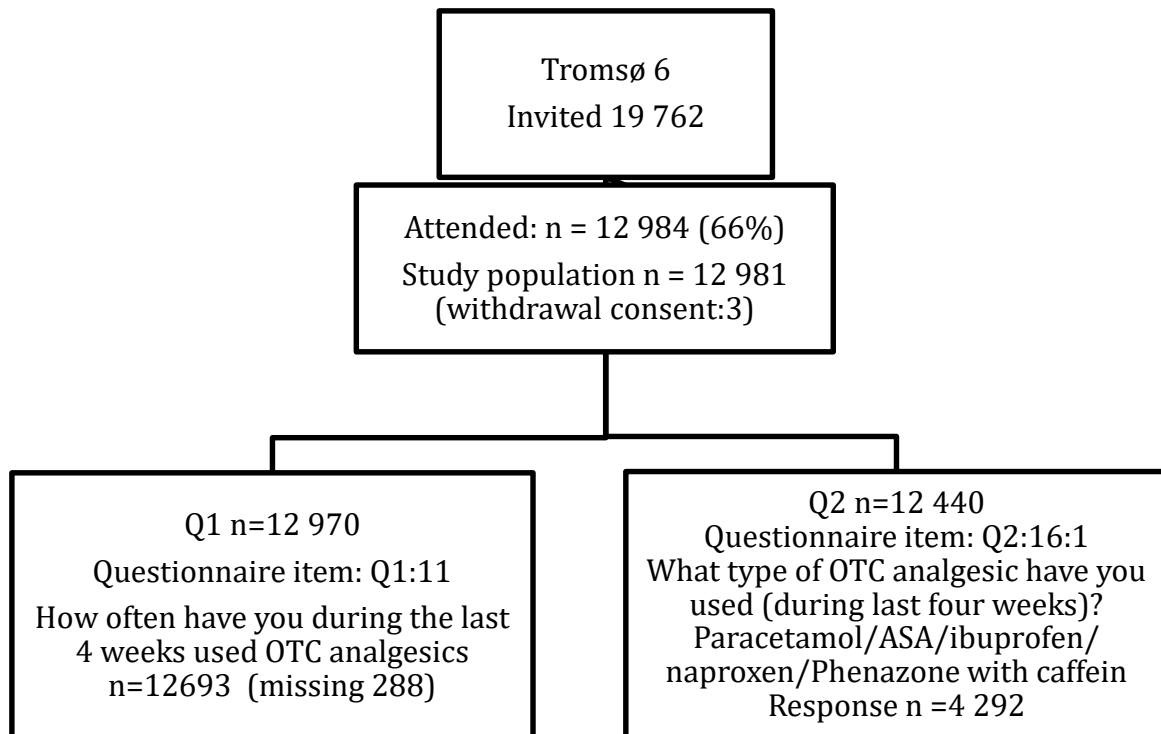 Tromsø 6
Invited 19 762
Attended: n = 12 984 (66%)
Study population n = 12 981
(withdrawal consent:3)
Q1 n=12 970
Questionnaire item: Q1:11
How often have you during the last
4 weeks used OTC analgesics
n=12693  (missing 288)
Q2 n=12 440
Questionnaire item: Q2:16:1
What type of OTC analgesic have you
used (during last four weeks)?
Paracetamol/ASA/ibuprofen/
naproxen/Phenazone with caffein
Response n =4 292